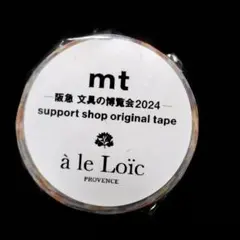 mt
阪急 文具の博覧会2024
support shop original tape
à le Loïc
PROVENCE